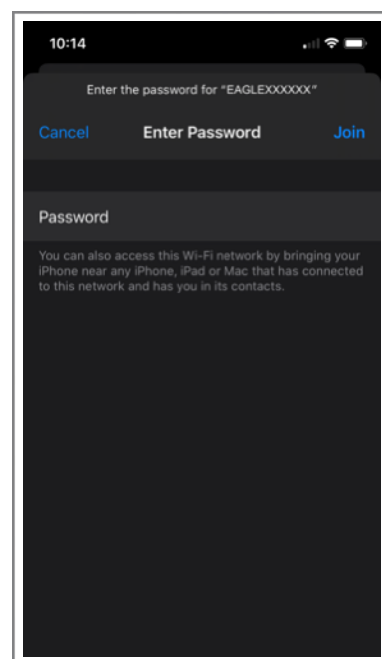 10:14
Enter the password for "EAGLEXXXXXX"
Cancel Enter Password Join
Password
You can also access this Wi-Fi network by bringing your
iPhone near any iPhone, iPad or Mac that has connected
to this network and has you in its contacts.